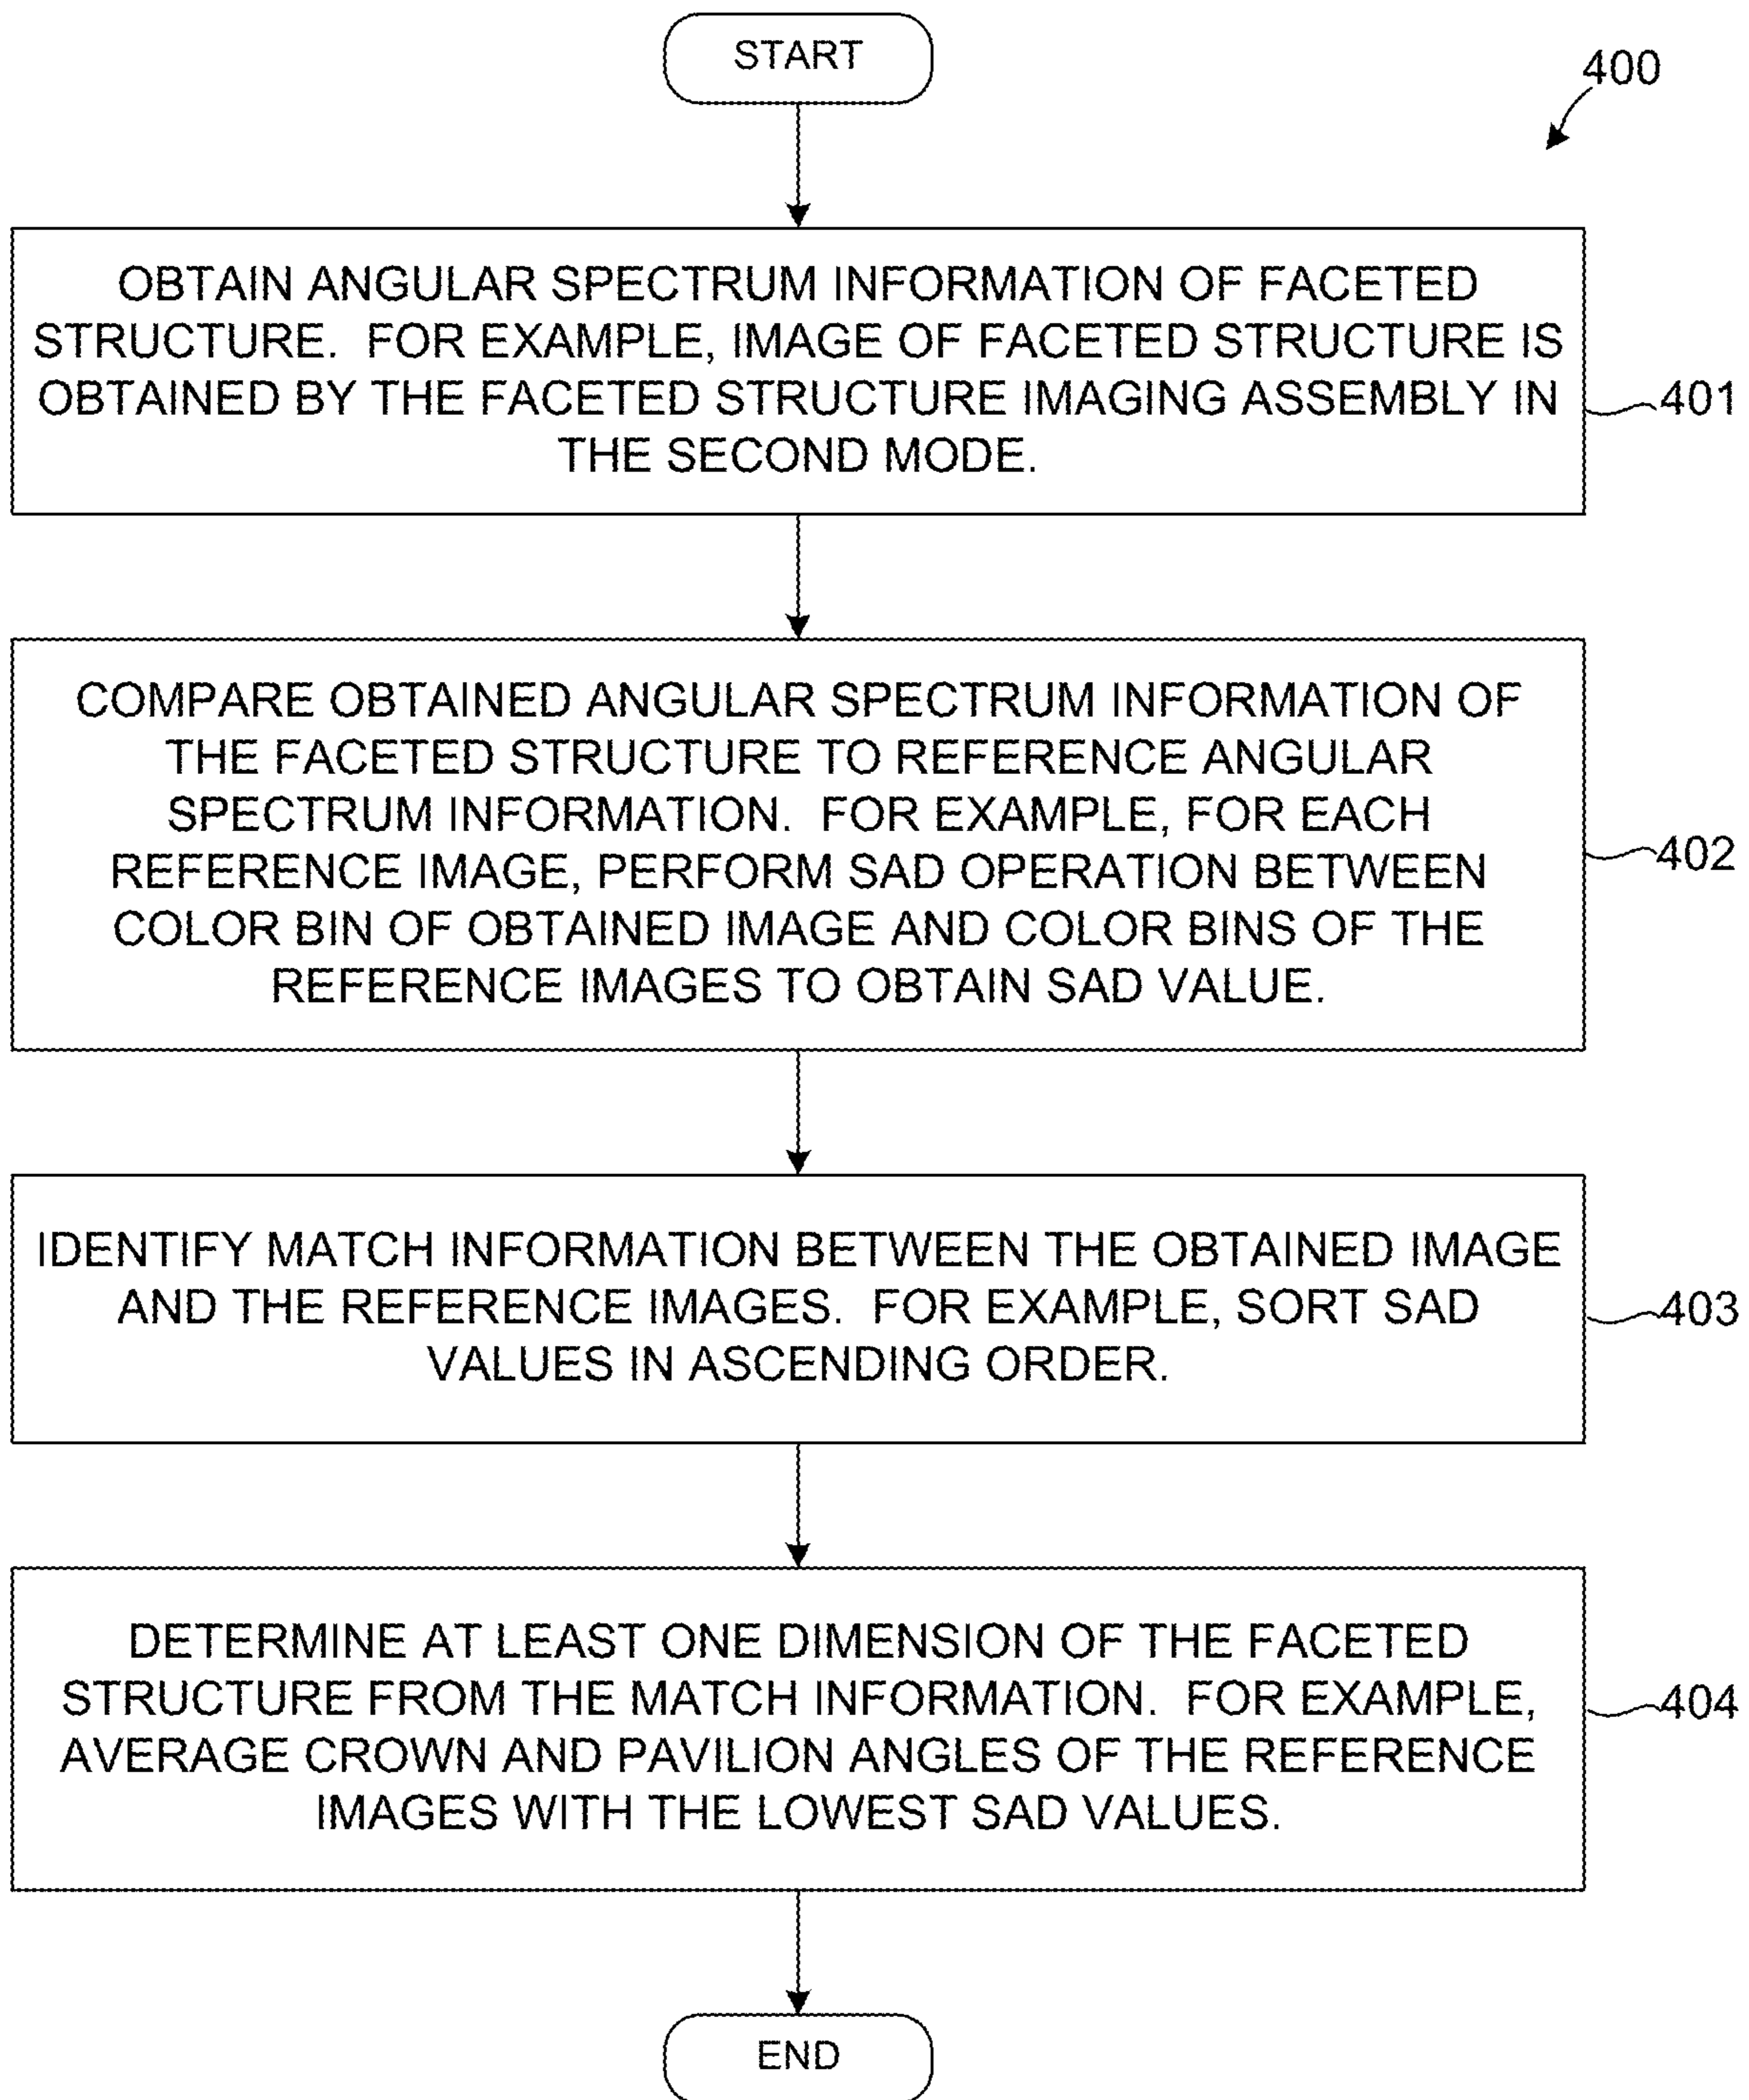 START
400
OBTAIN ANGULAR SPECTRUM INFORMATION OF FACETED
STRUCTURE. FOR EXAMPLE, IMAGE OF FACETED STRUCTURE IS
OBTAINED BY THE FACETED STRUCTURE IMAGING ASSEMBLY IN
THE SECOND MODE.
401
COMPARE OBTAINED ANGULAR SPECTRUM INFORMATION OF
THE FACETED STRUCTURE TO REFERENCE ANGULAR
SPECTRUM INFORMATION. FOR EXAMPLE, FOR EACH
REFERENCE IMAGE, PERFORM SAD OPERATION BETWEEN
COLOR BIN OF OBTAINED IMAGE AND COLOR BINS OF THE
REFERENCE IMAGES TO OBTAIN SAD VALUE.
402
IDENTIFY MATCH INFORMATION BETWEEN THE OBTAINED IMAGE
AND THE REFERENCE IMAGES. FOR EXAMPLE, SORT SAD
VALUES IN ASCENDING ORDER.
403
DETERMINE AT LEAST ONE DIMENSION OF THE FACETED
STRUCTURE FROM THE MATCH INFORMATION. FOR EXAMPLE,
AVERAGE CROWN AND PAVILION ANGLES OF THE REFERENCE
IMAGES WITH THE LOWEST SAD VALUES.
404
END